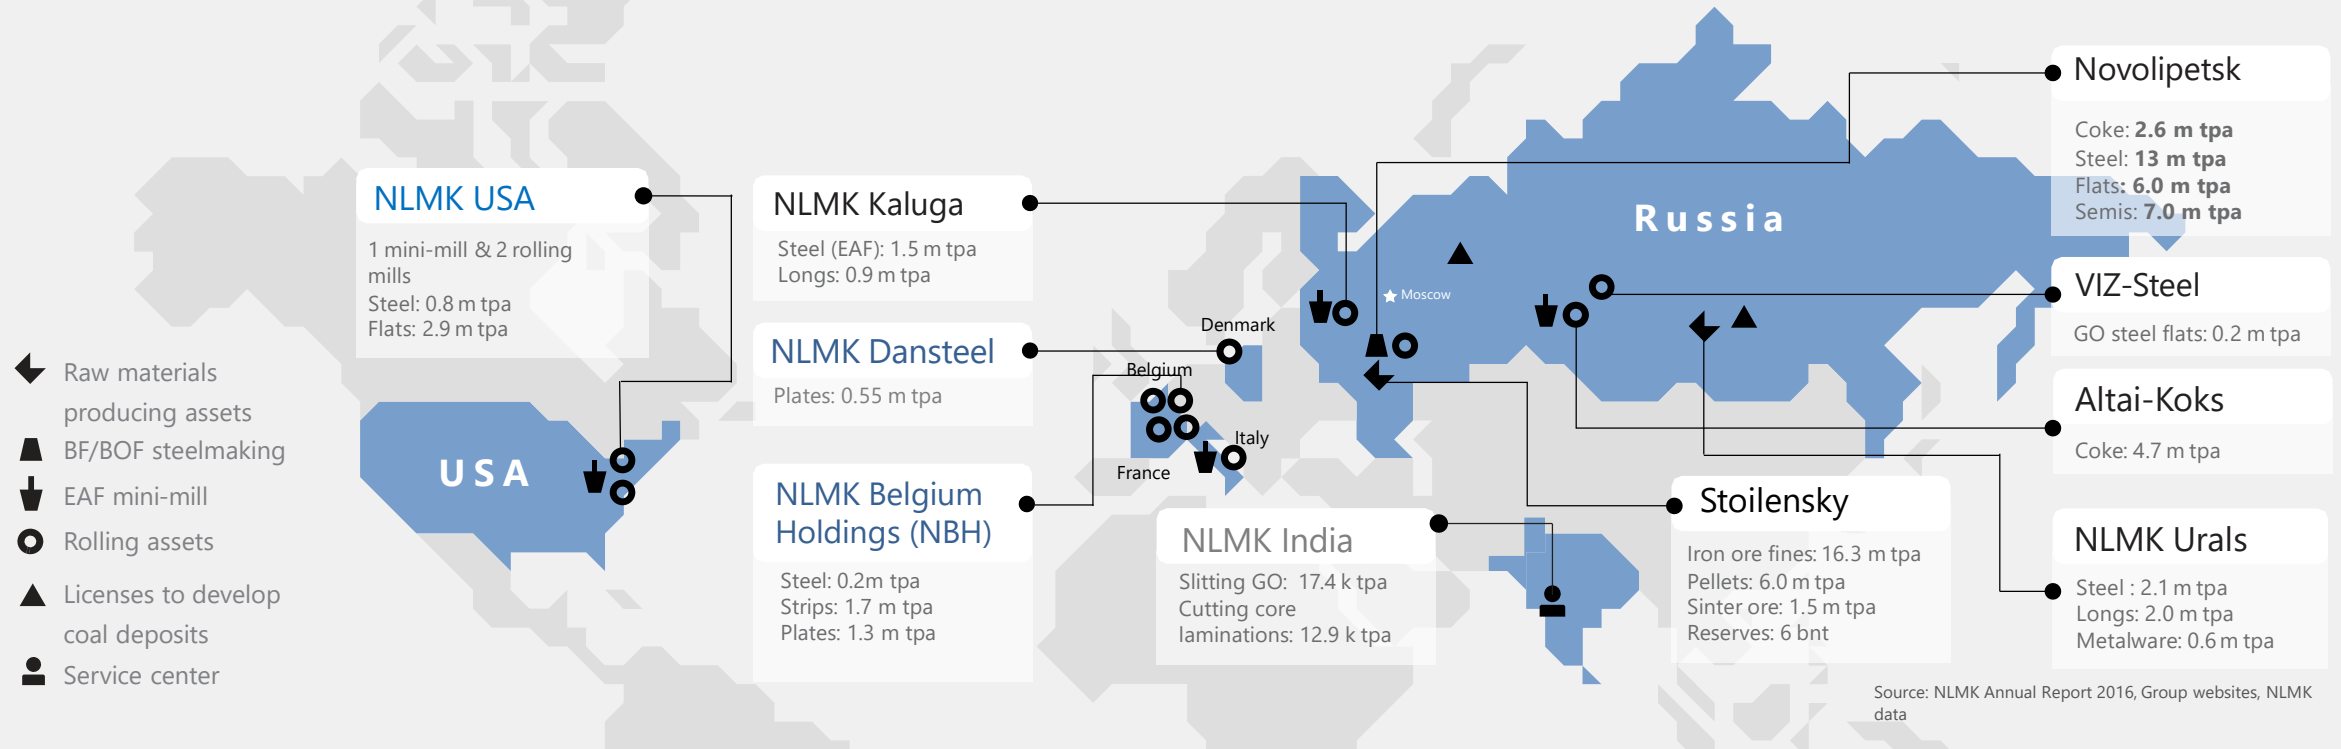 NLMK USA
1 mini-mill & 2 rolling
mills
Steel: 0.8 m tpa
Flats: 2.9 m tpa
Raw materials
producing assets
BF/BOF steelmaking
EAF mini-mill
Rolling assets
Licenses to develop
coal deposits
Service center
USA
NLMK Kaluga
Steel (EAF): 1.5 m tpa
Longs: 0.9 m tpa
NLMK Dansteel
Plates: 0.55 m tpa
NLMK Belgium
Holdings (NBH)
Steel: 0.2m tpa
Strips: 1.7 m tpa
Plates: 1.3 m tpa
Denmark
Belgium
Italy
France
NLMK India
Slitting GO: 17.4 k tpa
Cutting core
laminations: 12.9 k tpa
Russia
Moscow
Stoilensky
Iron ore fines: 16.3 m tpa
Pellets: 6.0 m tpa
Sinter ore: 1.5 m tpa
Reserves: 6 bnt
Novolipetsk
Coke: 2.6 m tpa
Steel: 13 m tpa
Flats: 6.0 m tpa
Semis: 7.0 m tpa
VIZ-Steel
GO steel flats: 0.2 m tpa
Altai-Koks
Coke: 4.7 m tpa
NLMK Urals
Steel : 2.1 m tpa
Longs: 2.0 m tpa
Metalware: 0.6 m tpa
Source: NLMK Annual Report 2016, Group websites, NLMK
data